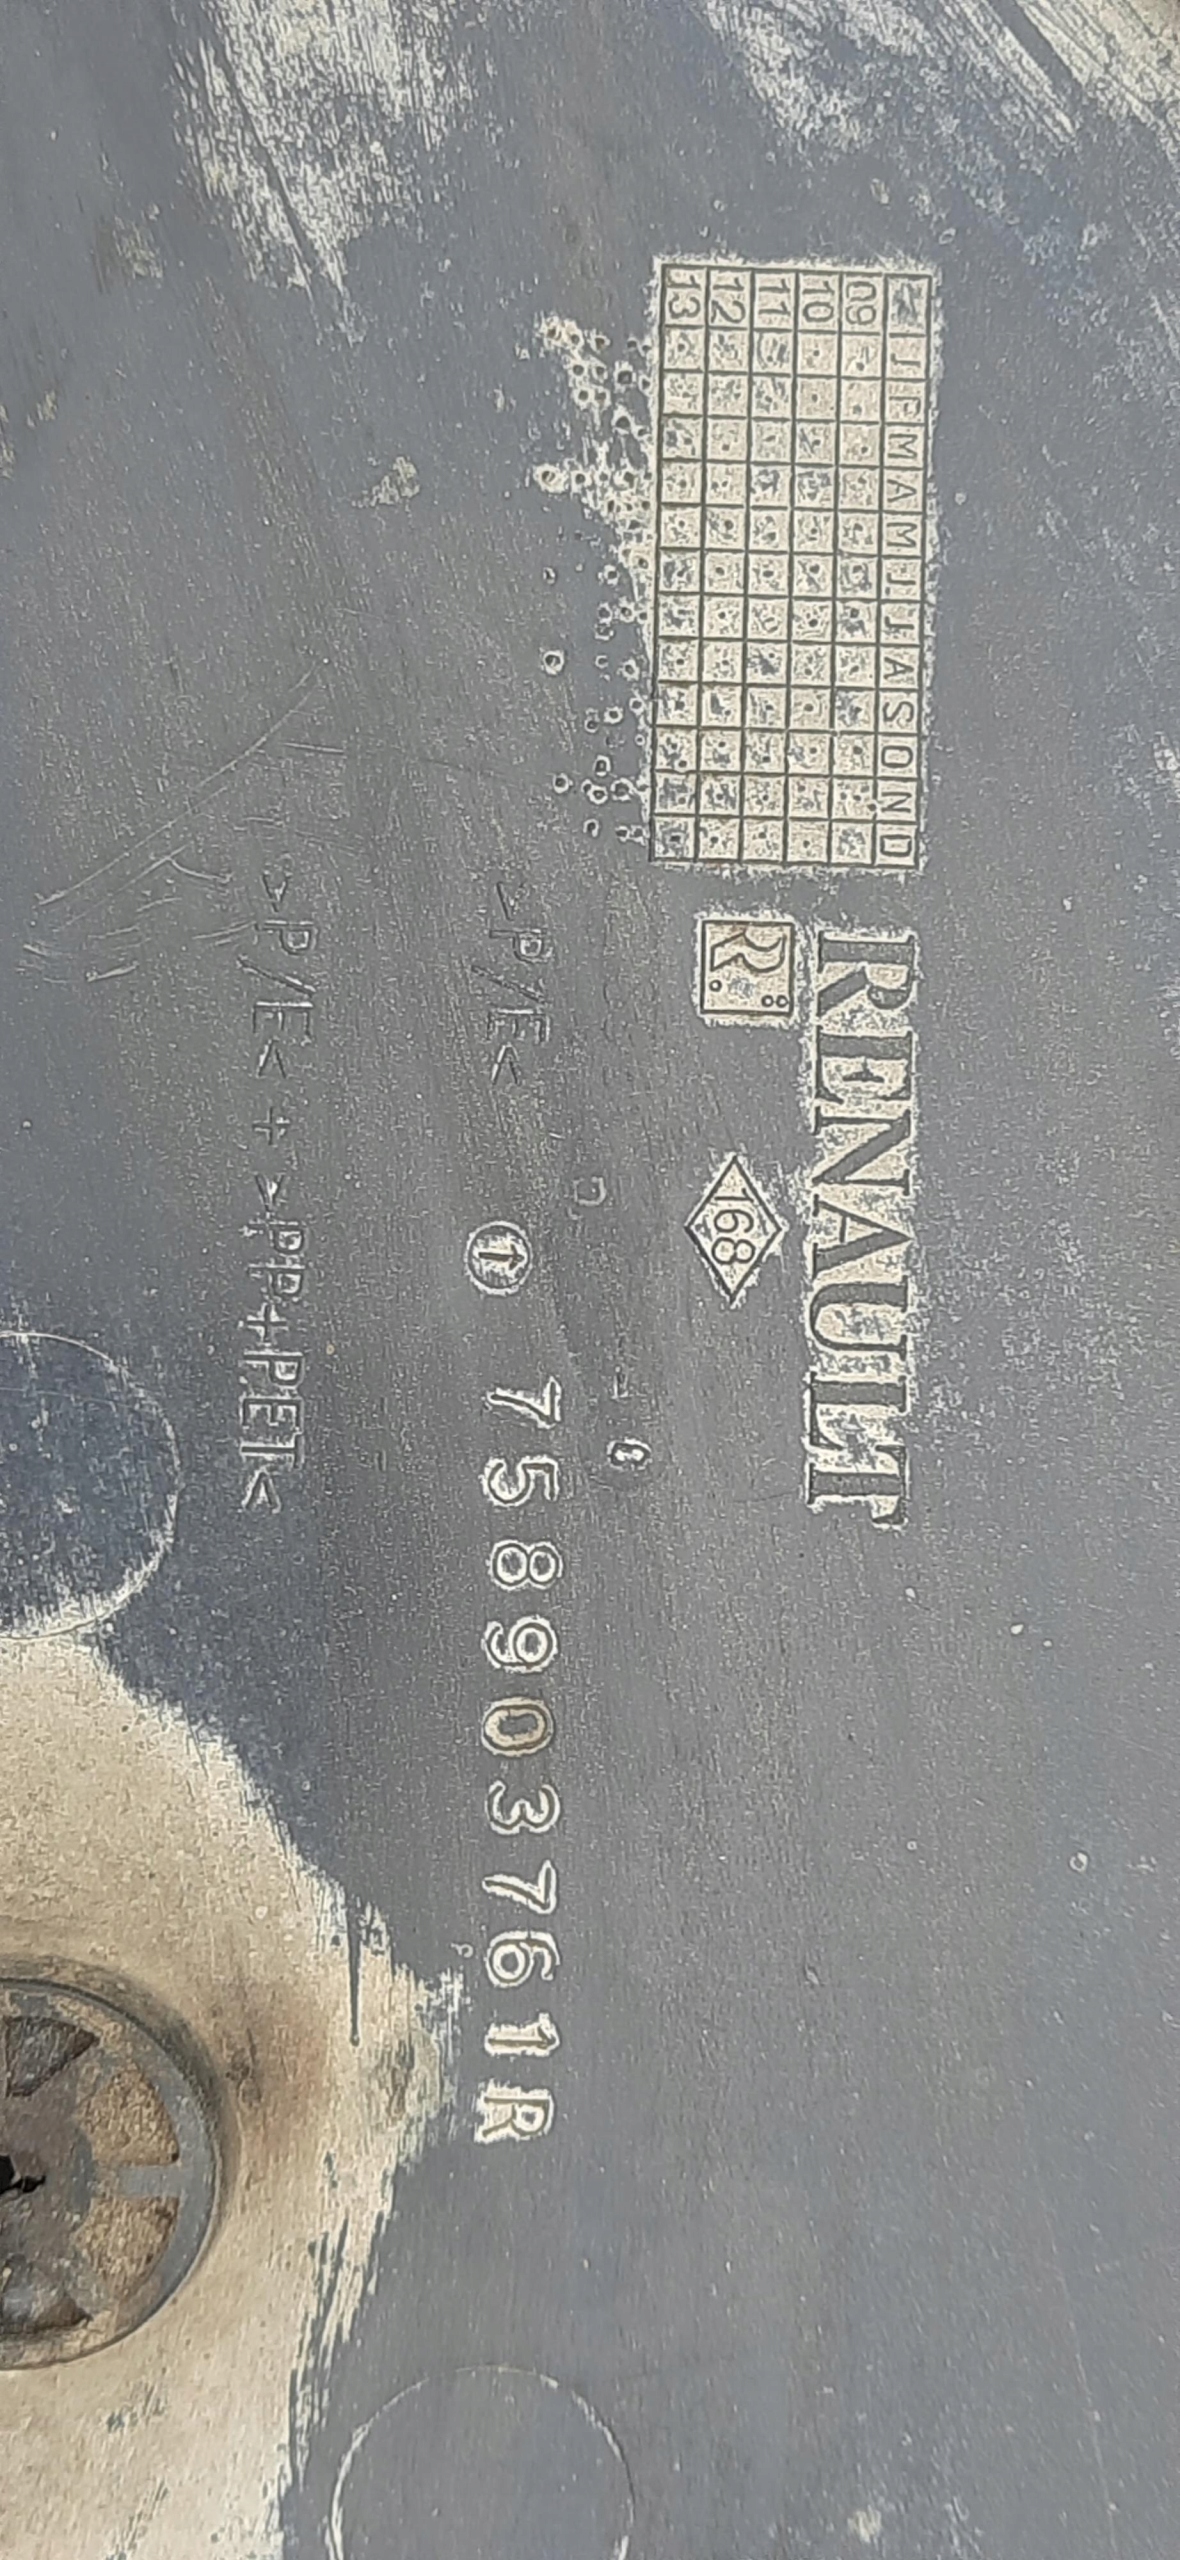 J F M A M J J A S O N D
09
10
11
12
13
RENAULT
R
168
>P/E<
758903761R
>P/E< + >PP+PET<